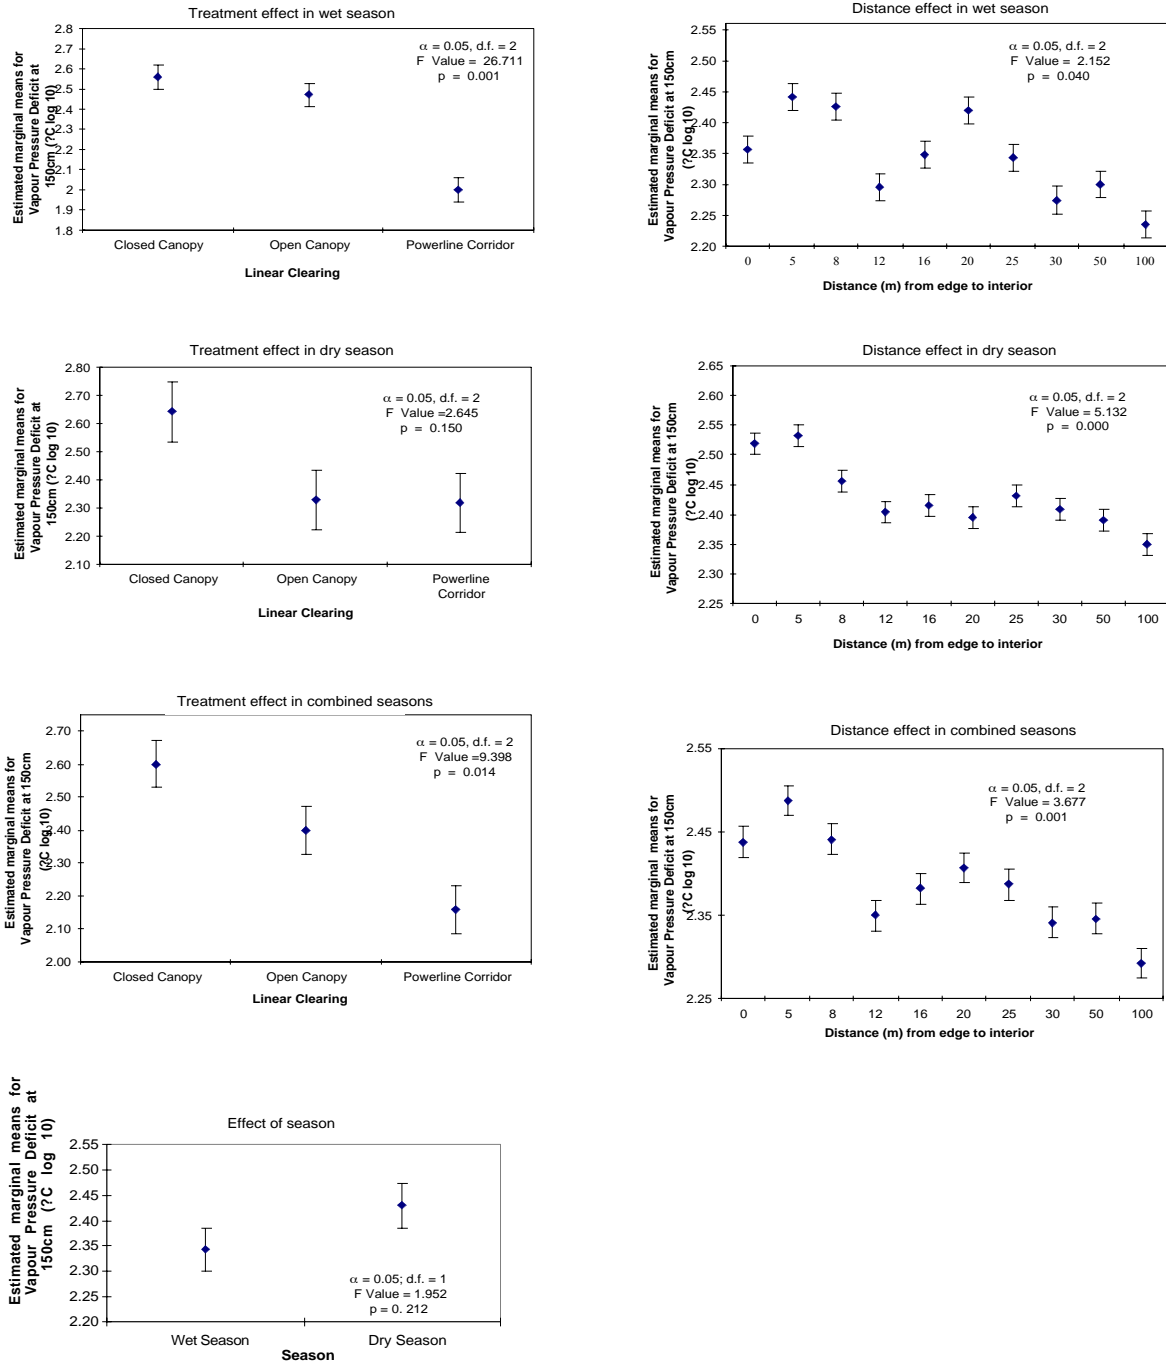 Treatment effect in wet season
Estimated marginal means for
Vapour Pressure Deficit at
150cm (?C log 10)
2.8
2.7
2.6
2.5
2.4
2.3
2.2
2.1
2
1.9
1.8
α = 0.05, d.f. = 2
F Value = 26.711
p = 0.001
Closed Canopy Open Canopy Powerline Corridor
Linear Clearing
Distance effect in wet season
Estimated marginal means for
Vapour Pressure Deficit at 150cm
(?C log 10)
2.55
2.50
2.45
2.40
2.35
2.30
2.25
2.20
α = 0.05, d.f. = 2
F Value = 2.152
p = 0.040
0 5 8 12 16 20 25 30 50 100
Distance (m) from edge to interior
Treatment effect in dry season
Estimated marginal means for
Vapour Pressure Deficit at
150cm (?C log 10)
2.80
2.70
2.60
2.50
2.40
2.30
2.20
2.10
α = 0.05, d.f. = 2
F Value =2.645
p = 0.150
Closed Canopy Open Canopy Powerline
Corridor
Linear Clearing
Distance effect in dry season
Estimated marginal means for
Vapour Pressure Deficit at 150cm
(?C log 10)
2.65
2.60
2.55
2.50
2.45
2.40
2.35
2.30
2.25
α = 0.05, d.f. = 2
F Value = 5.132
p = 0.000
0 5 8 12 16 20 25 30 50 100
Distance (m) from edge to interior
Treatment effect in combined seasons
Estimated marginal means for
Vapour Pressure Deficit at 150cm
(?C log 10)
2.70
2.60
2.50
2.40
2.30
2.20
2.10
2.00
α = 0.05, d.f. = 2
F Value =9.398
p = 0.014
Closed Canopy Open Canopy Powerline Corridor
Linear Clearing
Distance effect in combined seasons
Estimated marginal means for
Vapour Pressure Deficit at 150cm
(?C log 10)
2.55
2.45
2.35
2.25
α = 0.05, d.f. = 2
F Value = 3.677
p = 0.001
0 5 8 12 16 20 25 30 50 100
Distance (m) from edge to interior
Effect of season
Estimated marginal means for
Vapour Pressure Deficit at
150cm (?C log 10)
2.55
2.50
2.45
2.40
2.35
2.30
2.25
2.20
α = 0.05; d.f. = 1
F Value = 1.952
p = 0. 212
Wet Season Dry Season
Season